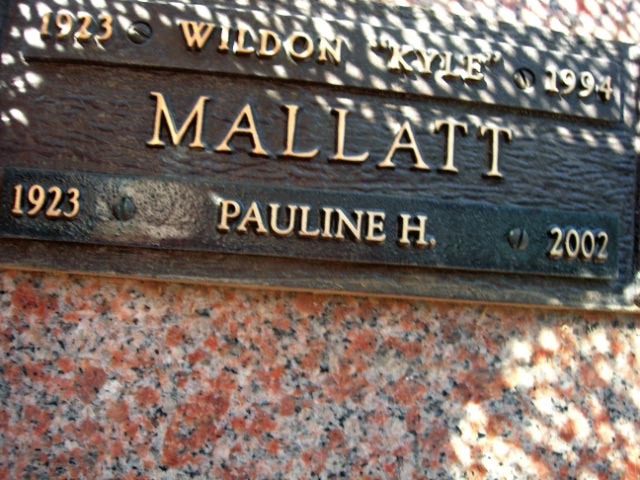 1923 WILDON "KYLE" 1994
MALLATT
1923 PAULINE H. 2002